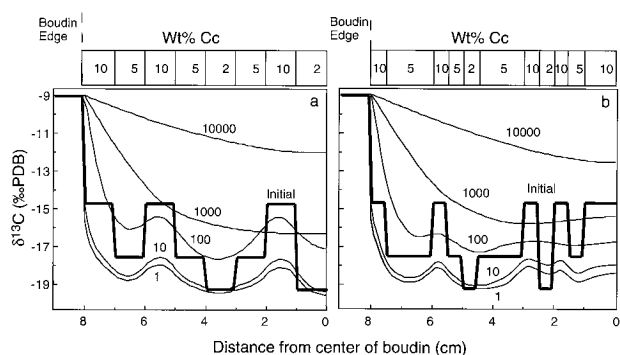 Boudin
Edge
Wt% Cc
10 5 10 5 2 5 10 2
a
-9
-11
-13
-15
-17
-19
δ13C (‰PDB)
10000
Initial
1000
100
10
1
8 6 4 2 0
Boudin
Edge
Wt% Cc
10 5 10 5 2 5 10 2 10 5 10
b
10000
1000
Initial
100
10
1
8 6 4 2 0
Distance from center of boudin (cm)